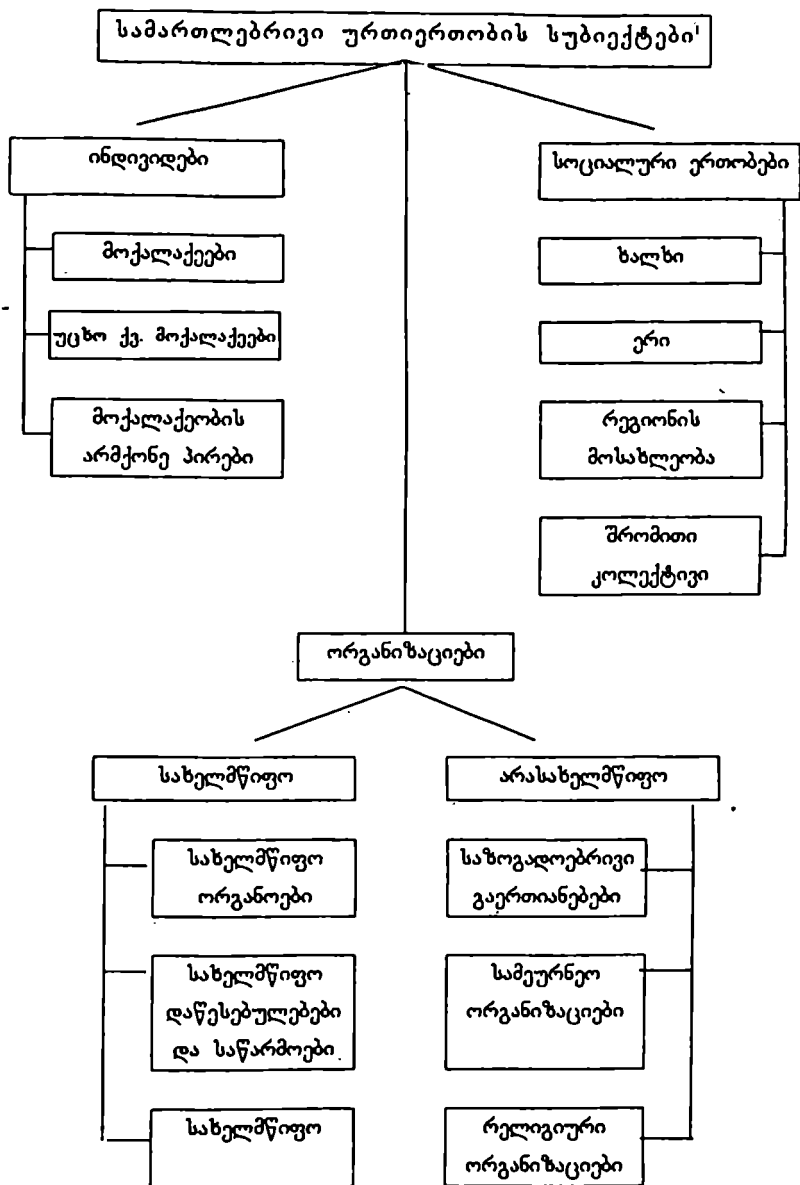 სამართლებრივი ურთიერთობის სუბიექტები¹
ინდივიდები
მოქალაქეები
უცხო ქვ. მოქალაქეები
მოქალაქეობის
არმქონე პირები
სოციალური ერთობები
ხალხი
ერი
რეგიონის
მოსახლეობა
შრომითი
კოლექტივი
ორგანიზაციები
სახელმწიფო
სახელმწიფო
ორგანოები
სახელმწიფო
დაწესებულებები
და საწარმოები
სახელმწიფო
არასახელმწიფო
საზოგადოებრივი
გაერთიანებები
სამეურნეო
ორგანიზაციები
რელიგიური
ორგანიზაციები